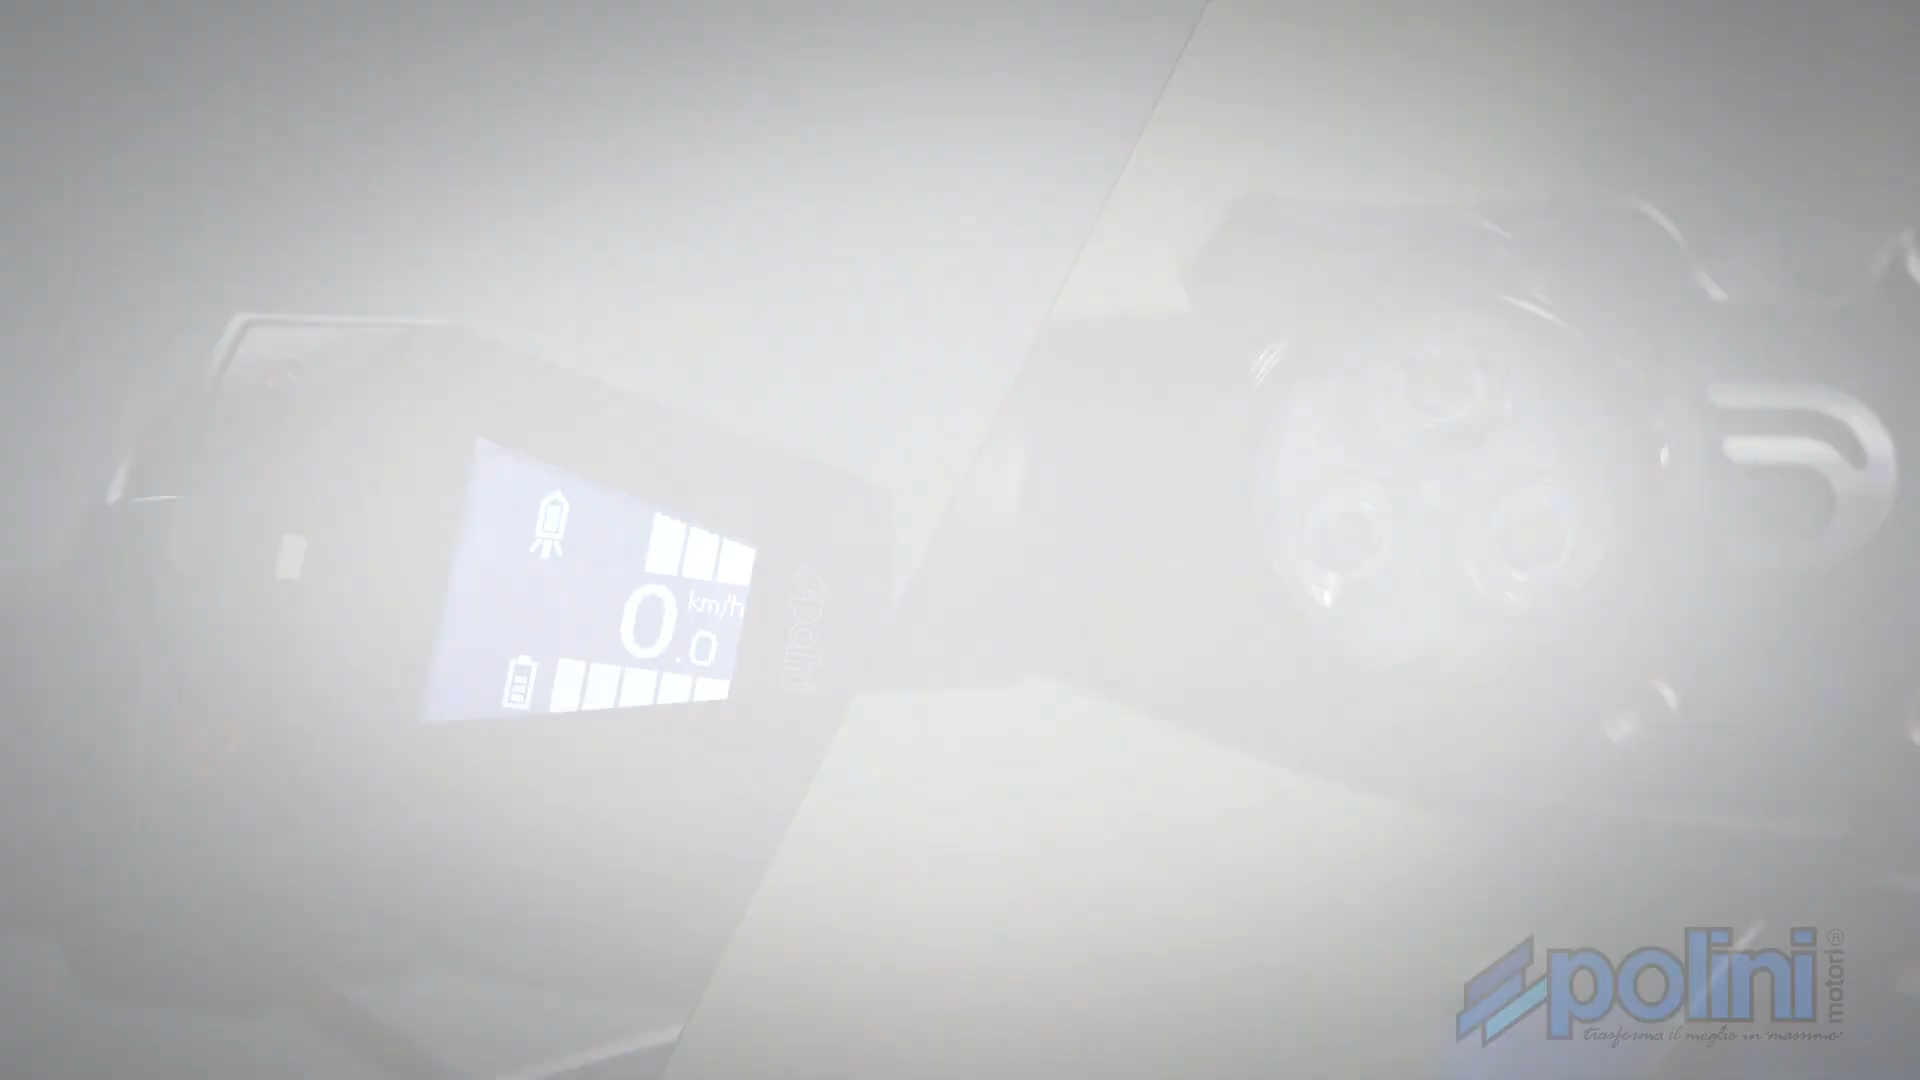 km/h
0.0
polini
polini
motori®
trasforma il meglio in massimo